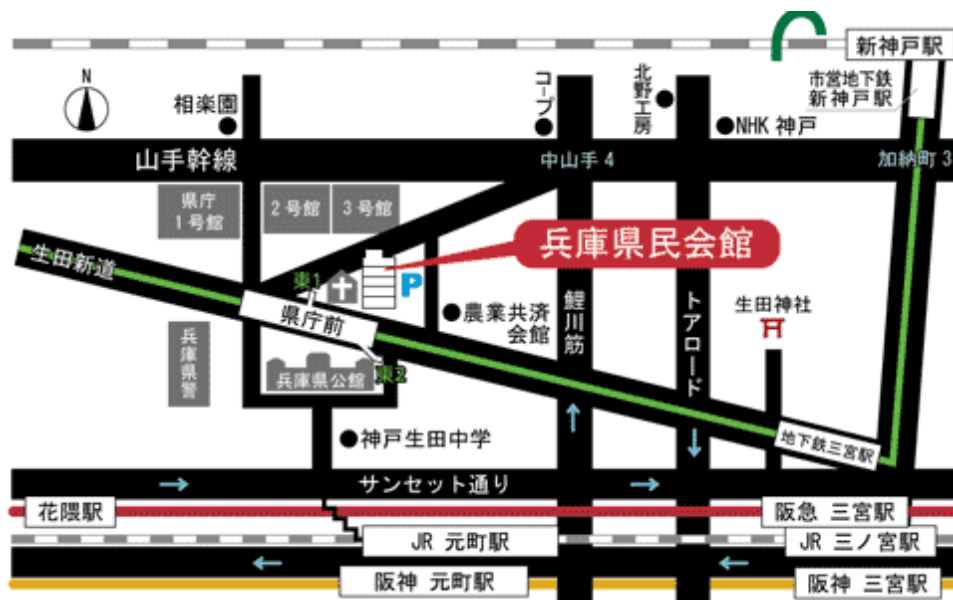 新神戸駅
N
相楽園
コープ
北野工房
市営地下鉄
新神戸駅
NHK 神戸
山手幹線
中山手 4
加納町 3
県庁
1 号館
2 号館
3 号館
兵庫県民会館
生田新道
東1
P
県庁前
農業共済
会館
鯉川筋
トアロード
生田神社
兵庫県警
兵庫県公館
東2
神戸生田中学
地下鉄三宮駅
サンセット通り
花隈駅
阪急 三宮駅
JR 元町駅
JR 三ノ宮駅
阪神 元町駅
阪神 三宮駅